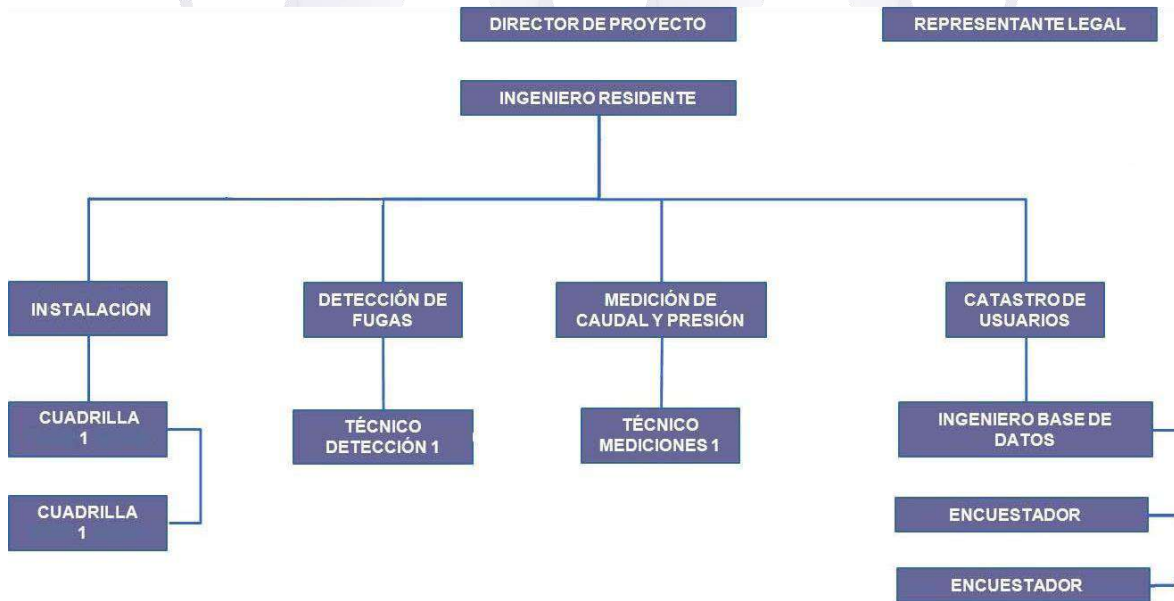 DIRECTOR DE PROYECTO
REPRESENTANTE LEGAL
INGENIERO RESIDENTE
INSTALACIÓN
DETECCIÓN DE
FUGAS
MEDICIÓN DE
CAUDAL Y PRESIÓN
CATASTRO DE
USUARIOS
CUADRILLA
1
TÉCNICO
DETECCIÓN 1
TÉCNICO
MEDICIONES 1
INGENIERO BASE DE
DATOS
CUADRILLA
1
ENCUESTADOR
ENCUESTADOR